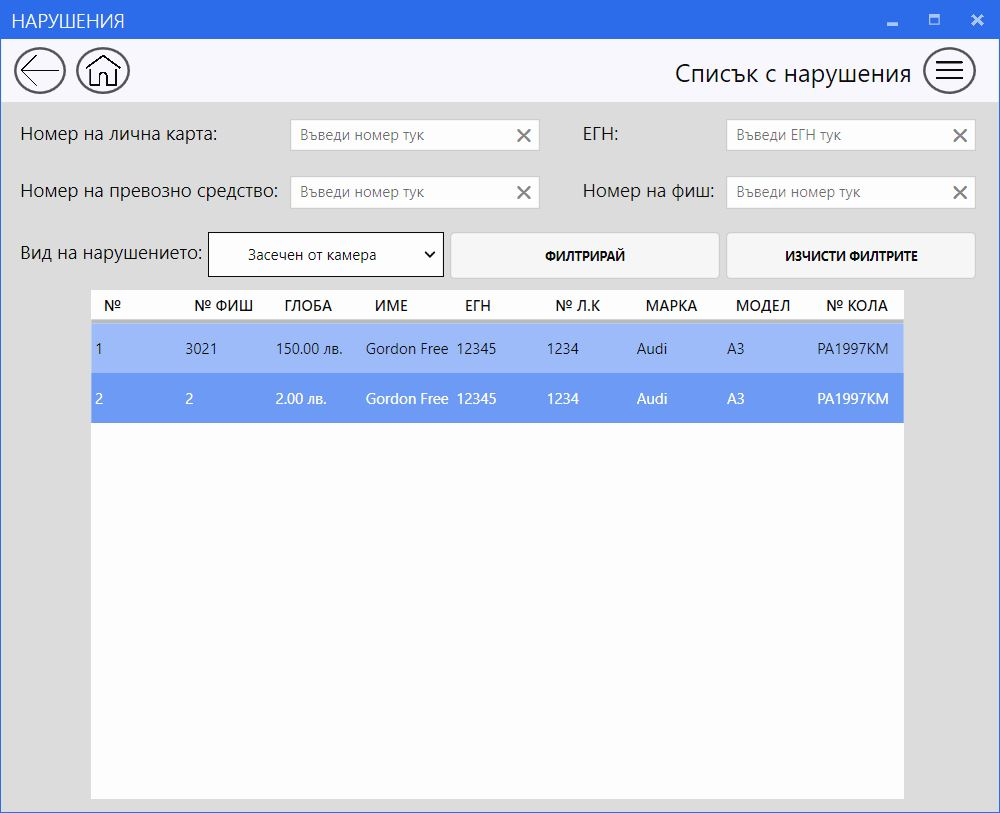 НАРУШЕНИЯ
Списък с нарушения
Номер на лична карта: Въведи номер тук ЕГН: Въведи ЕГН тук
Номер на превозно средство: Въведи номер тук Номер на фиш: Въведи номер тук
Вид на нарушението: Засечен от камера ФИЛТРИРАЙ ИЗЧИСТИ ФИЛТРИТЕ
№ № ФИШ ГЛОБА ИМЕ ЕГН № Л.К МАРКА МОДЕЛ № КОЛА
1 3021 150.00 лв. Gordon Free 12345 1234 Audi A3 PA1997KM
2 2 2.00 лв. Gordon Free 12345 1234 Audi A3 PA1997KM